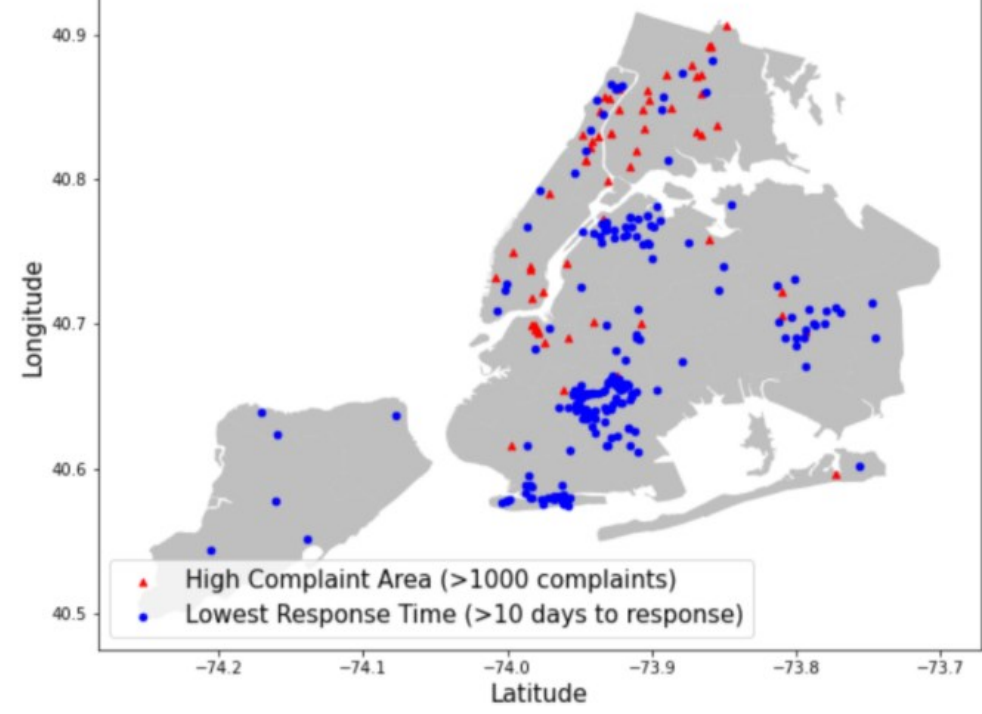 40.9
40.8
40.7
40.6
40.5
Longitude
High Complaint Area (>1000 complaints)
Lowest Response Time (>10 days to response)
−74.2 −74.1 −74.0 −73.9 −73.8 −73.7
Latitude